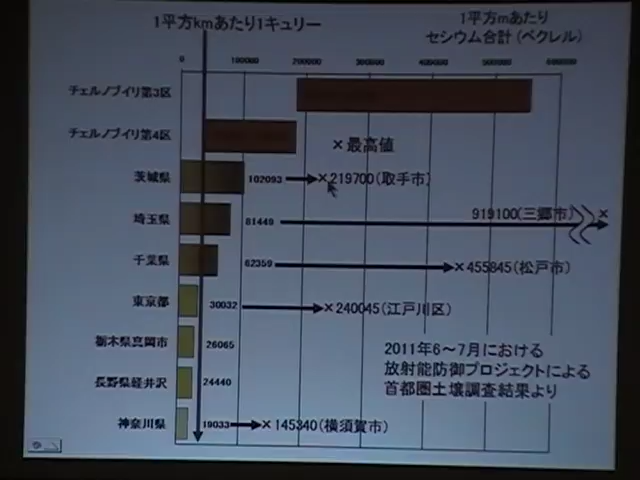 1平方kmあたり1キュリー
1平方mあたり
セシウム合計（ベクレル）
0 100000 200000 300000 400000 500000 600000
チェルノブイリ第3区
チェルノブイリ第4区
×最高値
茨城県 102093 ×219700（取手市）
埼玉県 81449 919100（三郷市） ×
千葉県 62359 ×455845（松戸市）
東京都 30032 ×240045（江戸川区）
栃木県真岡市 26065
長野県軽井沢 24440
神奈川県 19033 ×145340（横須賀市）
2011年6～7月における
放射能防御プロジェクトによる
首都圏土壌調査結果より